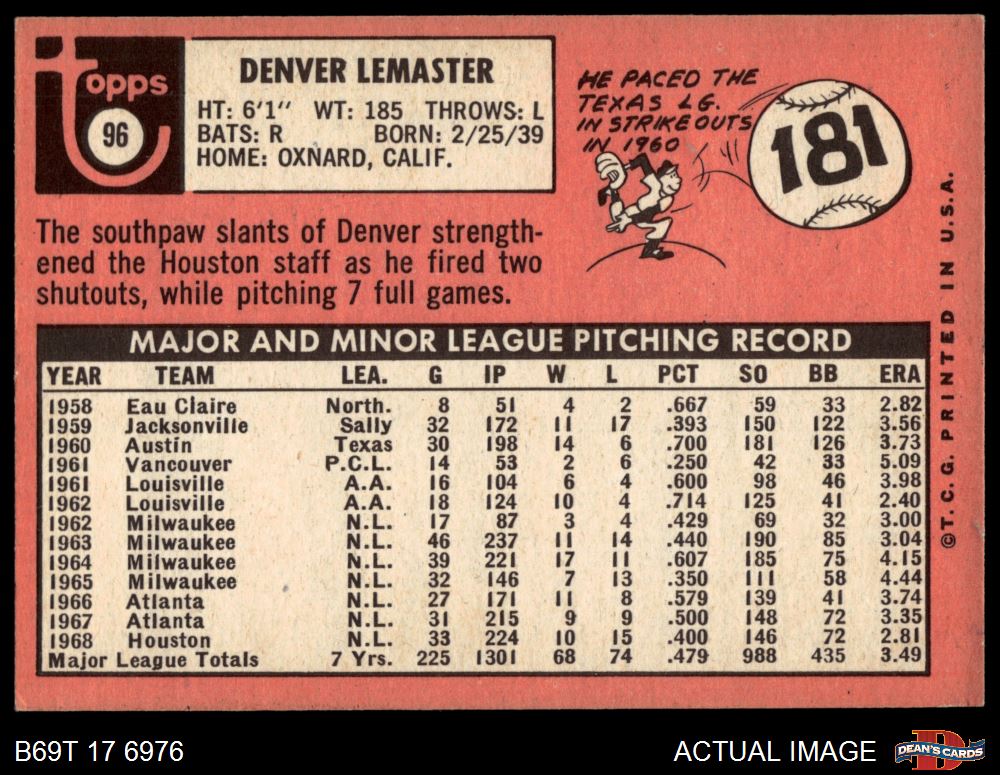 Topps
96
DENVER LEMASTER
HT: 6'1" WT: 185 THROWS: L
BATS: R BORN: 2/25/39
HOME: OXNARD, CALIF.
HE PACED THE
TEXAS LG.
IN STRIKEOUTS
IN 1960
181
The southpaw slants of Denver strength-
ened the Houston staff as he fired two
shutouts, while pitching 7 full games.
MAJOR AND MINOR LEAGUE PITCHING RECORD
YEAR TEAM LEA. G IP W L PCT SO BB ERA
1958 Eau Claire North. 8 51 4 2 .667 59 33 2.82
1959 Jacksonville Sally 32 172 11 17 .393 150 122 3.56
1960 Austin Texas 30 198 14 6 .700 181 126 3.73
1961 Vancouver P.C.L. 14 53 2 6 .250 42 33 5.09
1961 Louisville A.A. 16 104 6 4 .600 98 46 3.98
1962 Louisville A.A. 18 124 10 4 .714 125 41 2.40
1962 Milwaukee N.L. 17 87 3 4 .429 69 32 3.00
1963 Milwaukee N.L. 46 237 11 14 .440 190 85 3.04
1964 Milwaukee N.L. 39 221 17 11 .607 185 75 4.15
1965 Milwaukee N.L. 32 146 7 13 .350 111 58 4.44
1966 Atlanta N.L. 27 171 11 8 .579 139 41 3.74
1967 Atlanta N.L. 31 215 9 9 .500 148 72 3.35
1968 Houston N.L. 33 224 10 15 .400 146 72 2.81
Major League Totals 7 Yrs. 225 1301 68 74 .479 988 435 3.49
©T. C. G. PRINTED IN U.S.A.
B69T 17 6976
ACTUAL IMAGE
DEAN'S CARDS